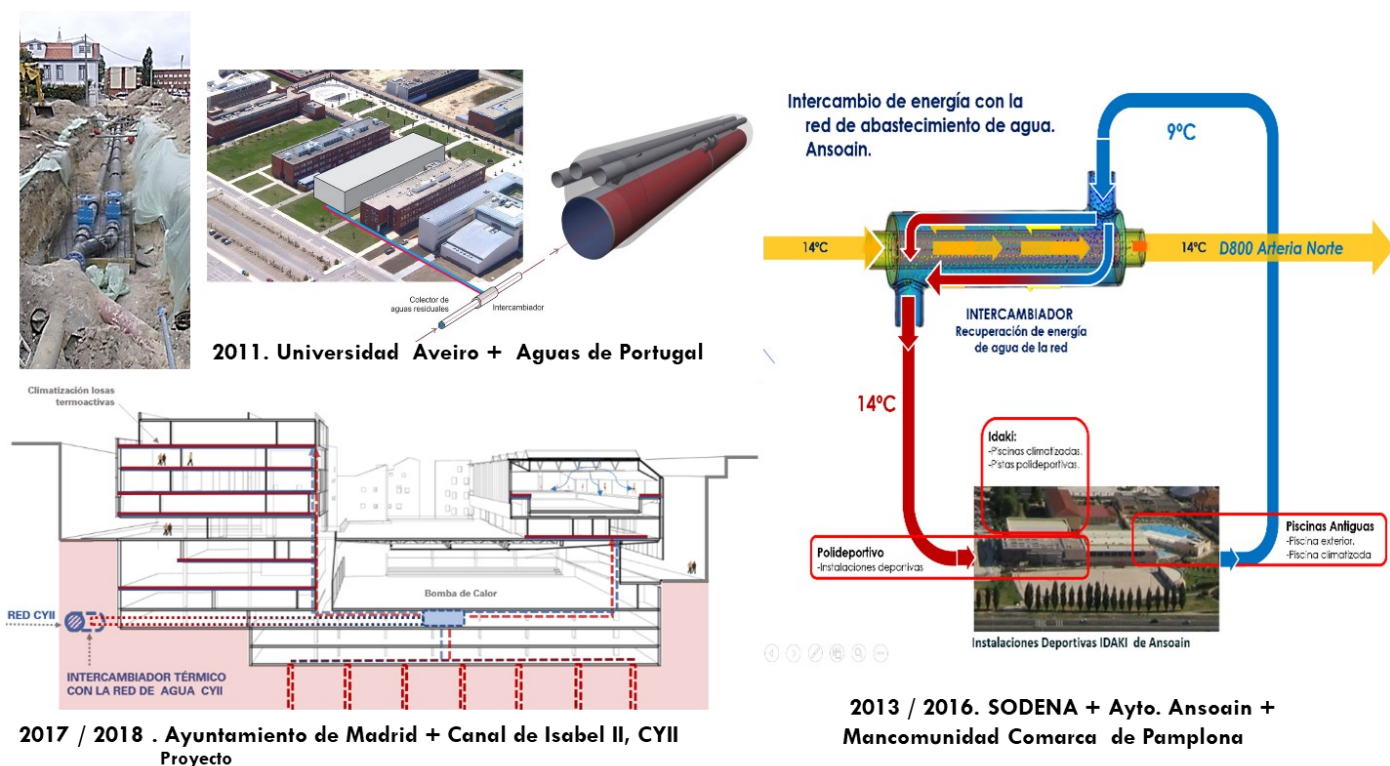 Colector de
aguas residuales
Intercambiador
2011. Universidad Aveiro + Aguas de Portugal
Climatización losas
termoactivas
Bomba de Calor
RED CYII
INTERCAMBIADOR TÉRMICO
CON LA RED DE AGUA CYII
2017 / 2018 . Ayuntamiento de Madrid + Canal de Isabel II, CYII
Proyecto
Intercambio de energía con la
red de abastecimiento de agua.
Ansoain.
9ºC
14ºC
14ºC D800 Arteria Norte
INTERCAMBIADOR
Recuperación de energía
de agua de la red
14ºC
Idaki:
-Piscinas climatizadas.
-Pistas polideportivas.
Polideportivo
-Instalaciones deportivas
Piscinas Antiguas
-Piscina exterior.
-Piscina climatizada
Instalaciones Deportivas IDAKI de Ansoain
2013 / 2016. SODENA + Ayto. Ansoain +
Mancomunidad Comarca de Pamplona